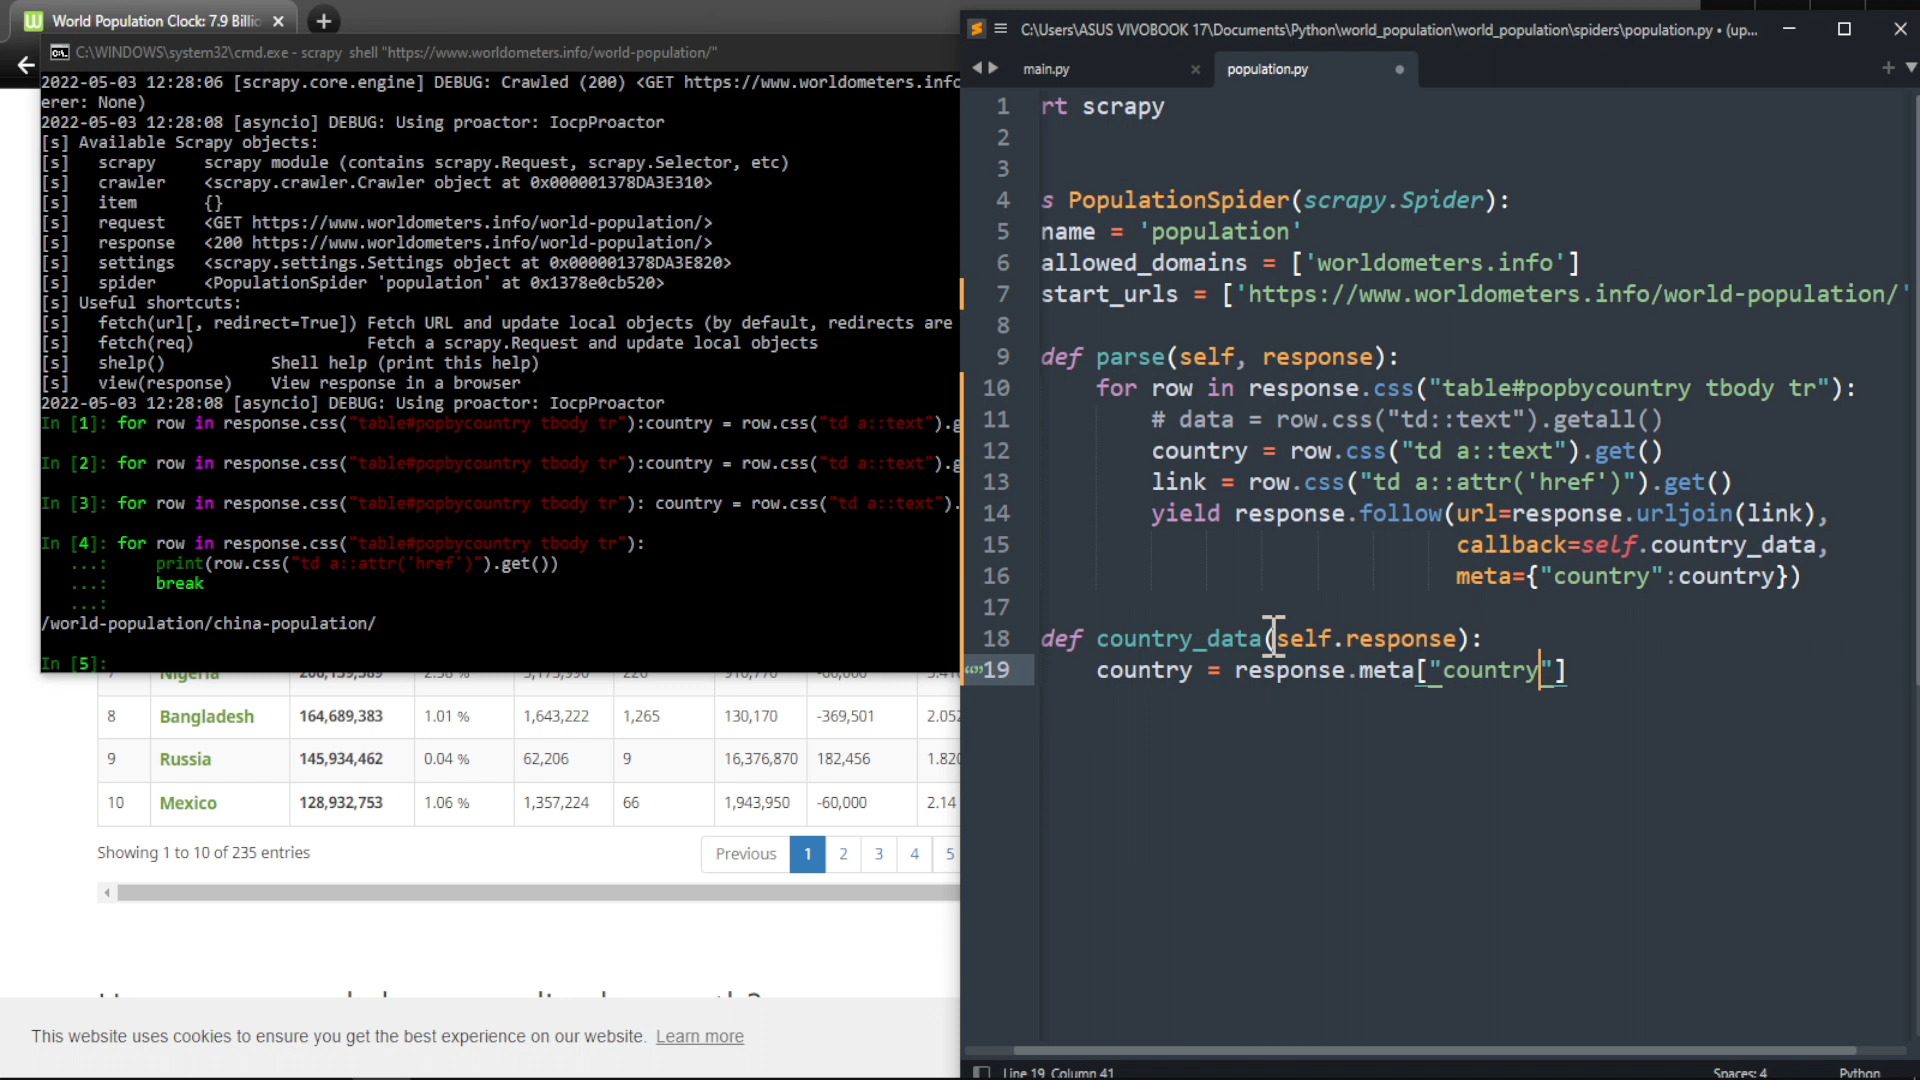 World Population Clock: 7.9 Billio
C:\WINDOWS\system32\cmd.exe - scrapy shell "https://www.worldometers.info/world-population/"
2022-05-03 12:28:06 [scrapy.core.engine] DEBUG: Crawled (200) <GET https://www.worldometers.info
erer: None)
2022-05-03 12:28:08 [asyncio] DEBUG: Using proactor: IocpProactor
[s] Available Scrapy objects:
[s]   scrapy     scrapy module (contains scrapy.Request, scrapy.Selector, etc)
[s]   crawler    <scrapy.crawler.Crawler object at 0x000001378DA3E310>
[s]   item       {}
[s]   request    <GET https://www.worldometers.info/world-population/>
[s]   response   <200 https://www.worldometers.info/world-population/>
[s]   settings   <scrapy.settings.Settings object at 0x000001378DA3E820>
[s]   spider     <PopulationSpider 'population' at 0x1378e0cb520>
[s] Useful shortcuts:
[s]   fetch(url[, redirect=True]) Fetch URL and update local objects (by default, redirects are
[s]   fetch(req)                  Fetch a scrapy.Request and update local objects
[s]   shelp()           Shell help (print this help)
[s]   view(response)    View response in a browser
2022-05-03 12:28:08 [asyncio] DEBUG: Using proactor: IocpProactor
In [1]: for row in response.css("table#popbycountry tbody tr"):country = row.css("td a::text").g
In [2]: for row in response.css("table#popbycountry tbody tr"):country = row.css("td a::text").g
In [3]: for row in response.css("table#popbycountry tbody tr"): country = row.css("td a::text").
In [4]: for row in response.css("table#popbycountry tbody tr"):
   ...:     print(row.css("td a::attr('href')").get())
   ...:     break
   ...:
/world-population/china-population/
In [5]:
8 Bangladesh 164,689,383 1.01 % 1,643,222 1,265 130,170 -369,501 2.052
9 Russia 145,934,462 0.04 % 62,206 9 16,376,870 182,456 1.820
10 Mexico 128,932,753 1.06 % 1,357,224 66 1,943,950 -60,000 2.14
Showing 1 to 10 of 235 entries
Previous 1 2 3 4 5
This website uses cookies to ensure you get the best experience on our website. Learn more
C:\Users\ASUS VIVOBOOK 17\Documents\Python\world_population\world_population\spiders\population.py • (up...
main.py
population.py
1 rt scrapy
2
3
4 s PopulationSpider(scrapy.Spider):
5 name = 'population'
6 allowed_domains = ['worldometers.info']
7 start_urls = ['https://www.worldometers.info/world-population/'
8
9 def parse(self, response):
10     for row in response.css("table#popbycountry tbody tr"):
11         # data = row.css("td::text").getall()
12         country = row.css("td a::text").get()
13         link = row.css("td a::attr('href')").get()
14         yield response.follow(url=response.urljoin(link),
15                               callback=self.country_data,
16                               meta={"country":country})
17
18 def country_data(self.response):
19     country = response.meta["country"]
Line 19, Column 41
Spaces: 4
Python